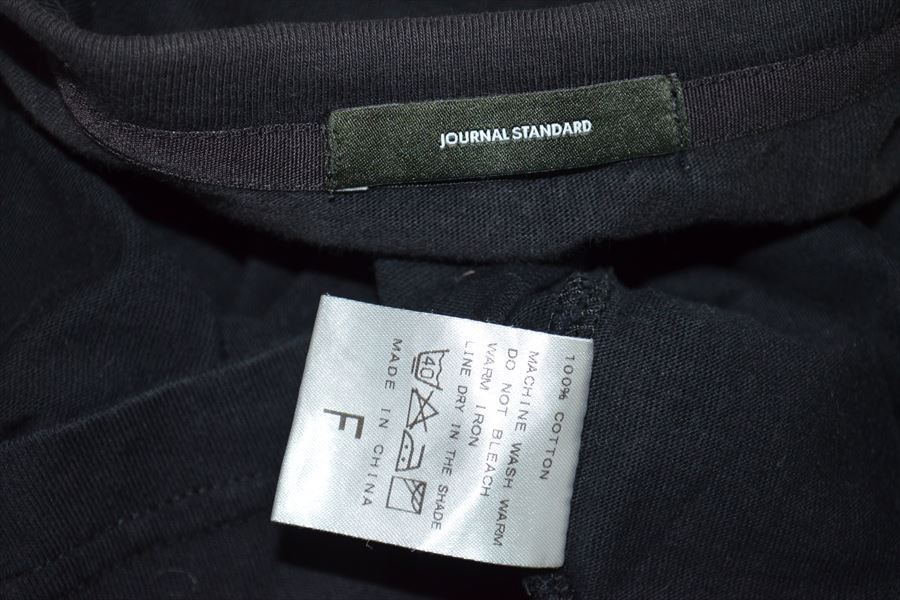 JOURNAL STANDARD
100% COTTON
MACHINE WASH WARM
DO NOT BLEACH
WARM IRON
LINE DRY IN THE SHADE
40
MADE IN CHINA
F